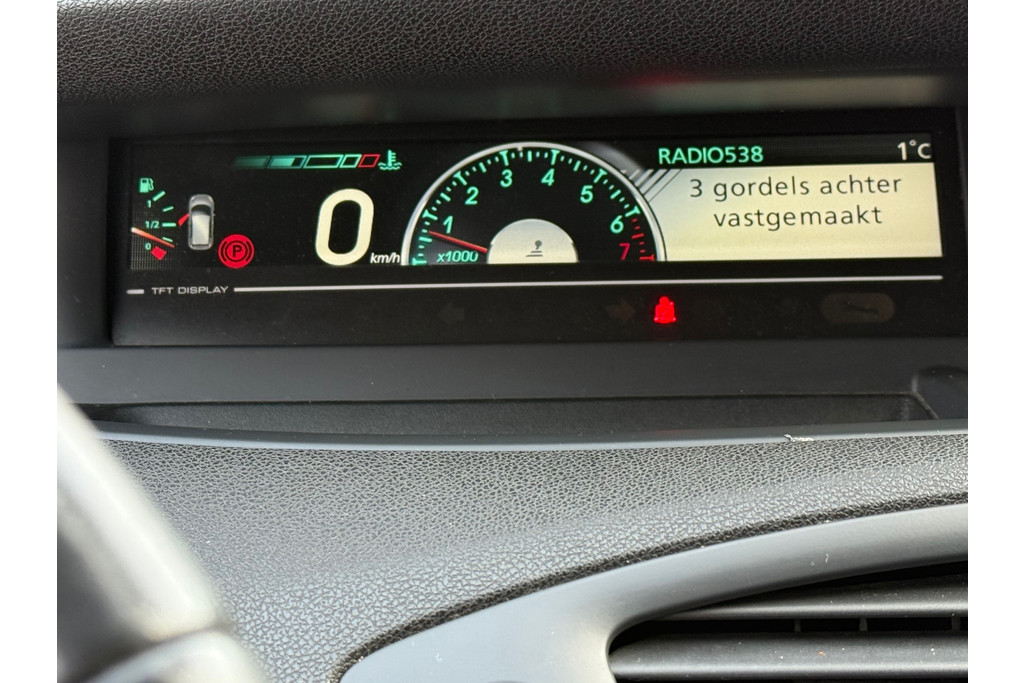 RADIO538
1°C
3 gordels achter
vastgemaakt
1
1/2
0
P
0
km/h
1
2
3
4
5
6
7
x1000
TFT DISPLAY